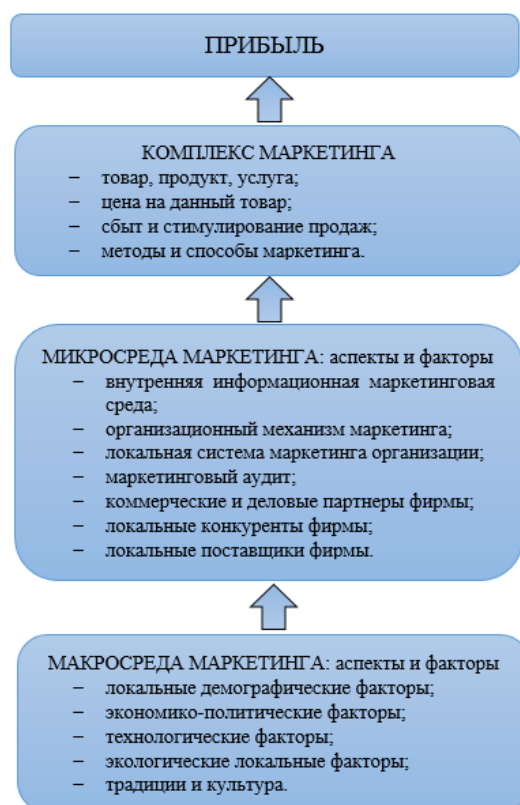 ПРИБЫЛЬ
КОМПЛЕКС МАРКЕТИНГА
– товар, продукт, услуга;
– цена на данный товар;
– сбыт и стимулирование продаж;
– методы и способы маркетинга.
МИКРОСРЕДА МАРКЕТИНГА: аспекты и факторы
– внутренняя информационная маркетинговая
среда;
– организационный механизм маркетинга;
– локальная система маркетинга организации;
– маркетинговый аудит;
– коммерческие и деловые партнеры фирмы;
– локальные конкуренты фирмы;
– локальные поставщики фирмы.
МАКРОСРЕДА МАРКЕТИНГА: аспекты и факторы
– локальные демографические факторы;
– экономико-политические факторы;
– технологические факторы;
– экологические локальные факторы;
– традиции и культура.